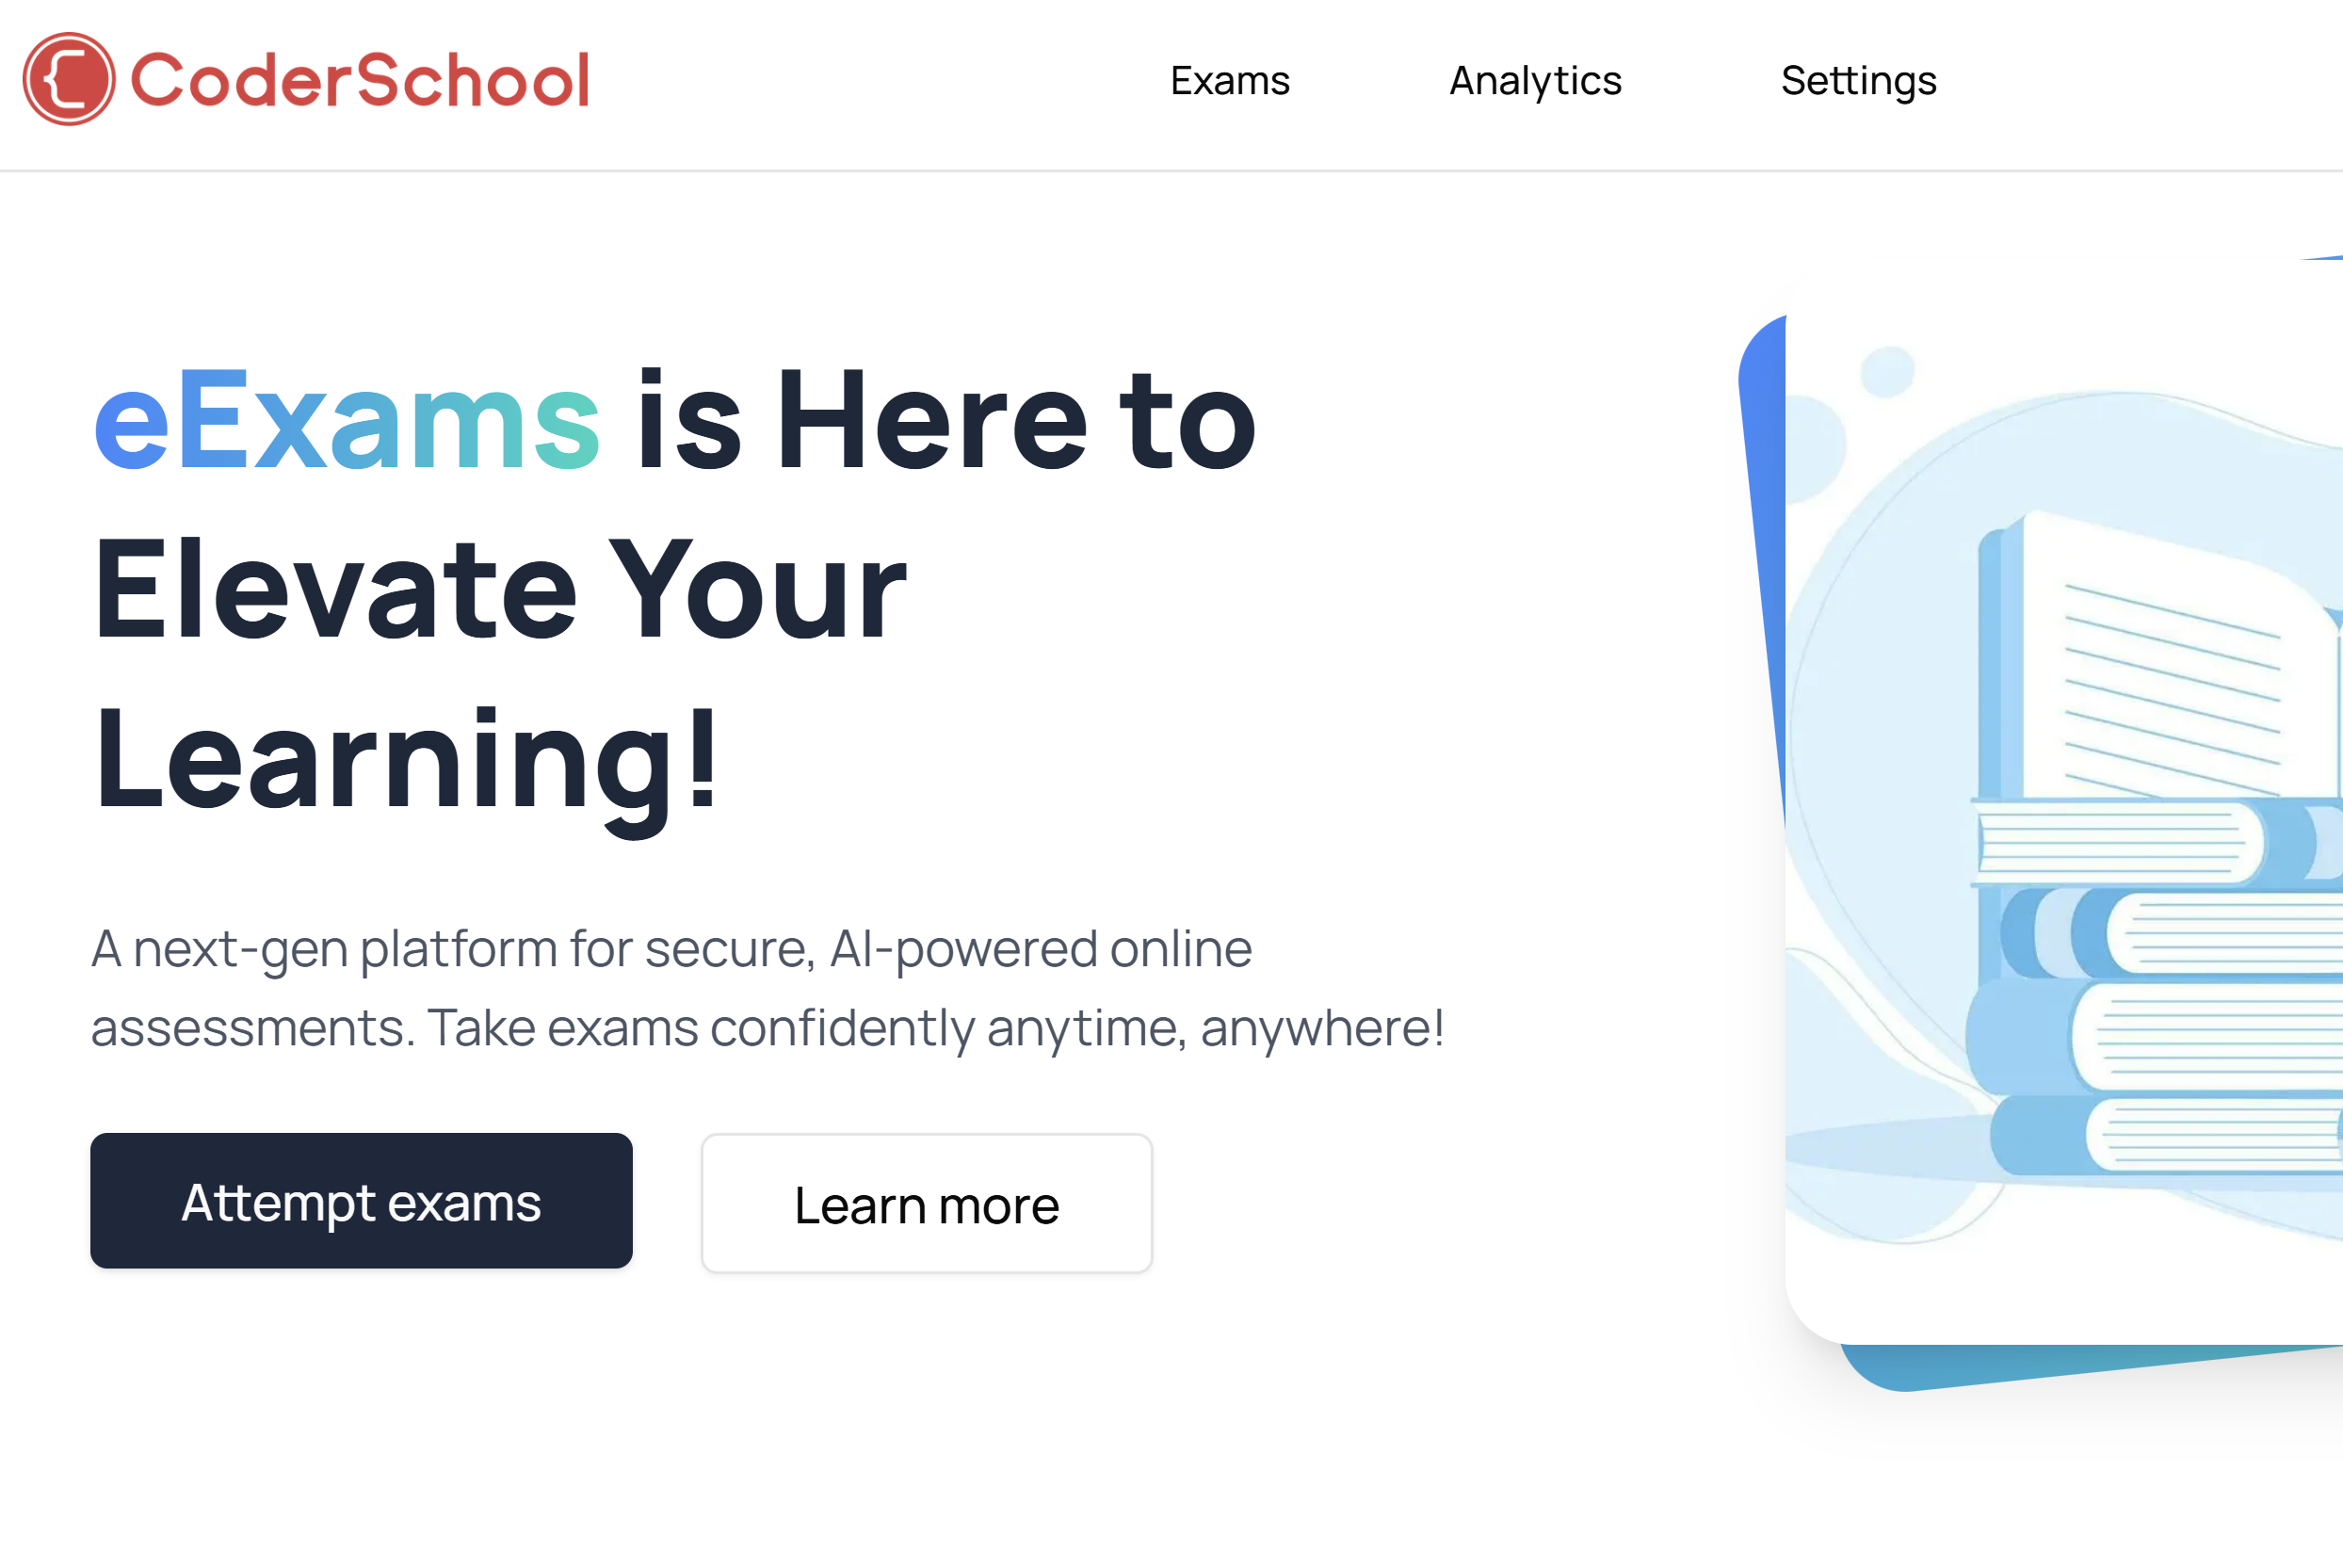 CoderSchool
Exams
Analytics
Settings
eExams is Here to
Elevate Your
Learning!
A next-gen platform for secure, AI-powered online
assessments. Take exams confidently anytime, anywhere!
Attempt exams
Learn more